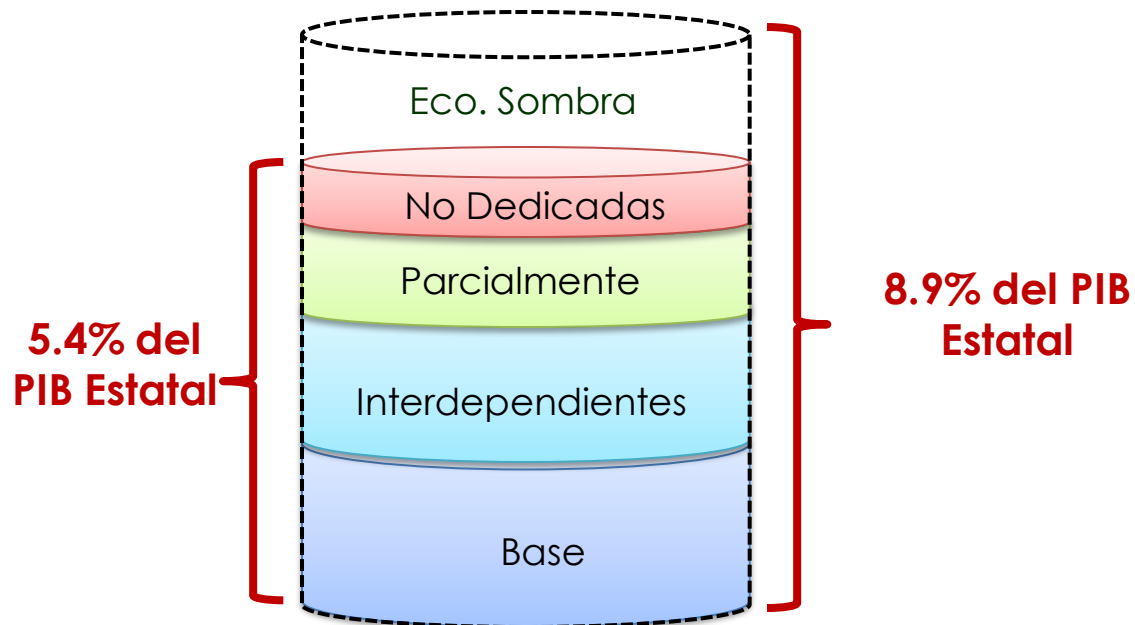 Eco. Sombra
No Dedicadas
Parcialmente
Interdependientes
Base
5.4% del
PIB Estatal
8.9% del PIB
Estatal